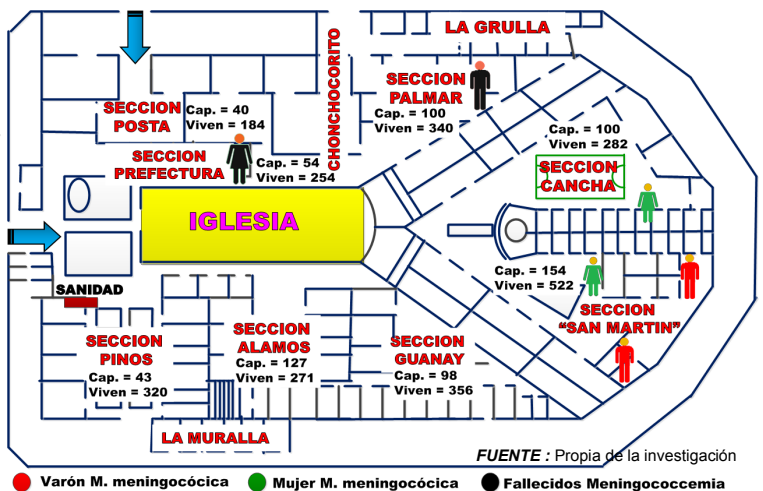 LA GRULLA
CHONCHOCORITO
SECCION
PALMAR
Cap. = 100
Viven = 340
SECCION
POSTA
Cap. = 40
Viven = 184
Cap. = 100
Viven = 282
SECCION
PREFECTURA
Cap. = 54
Viven = 254
SECCION
CANCHA
IGLESIA
Cap. = 154
Viven = 522
SANIDAD
SECCION
"SAN MARTIN"
SECCION
PINOS
Cap. = 43
Viven = 320
SECCION
ALAMOS
Cap. = 127
Viven = 271
SECCION
GUANAY
Cap. = 98
Viven = 356
LA MURALLA
FUENTE : Propia de la investigación
Varón M. meningocócica
Mujer M. meningocócica
Fallecidos Meningococcemia